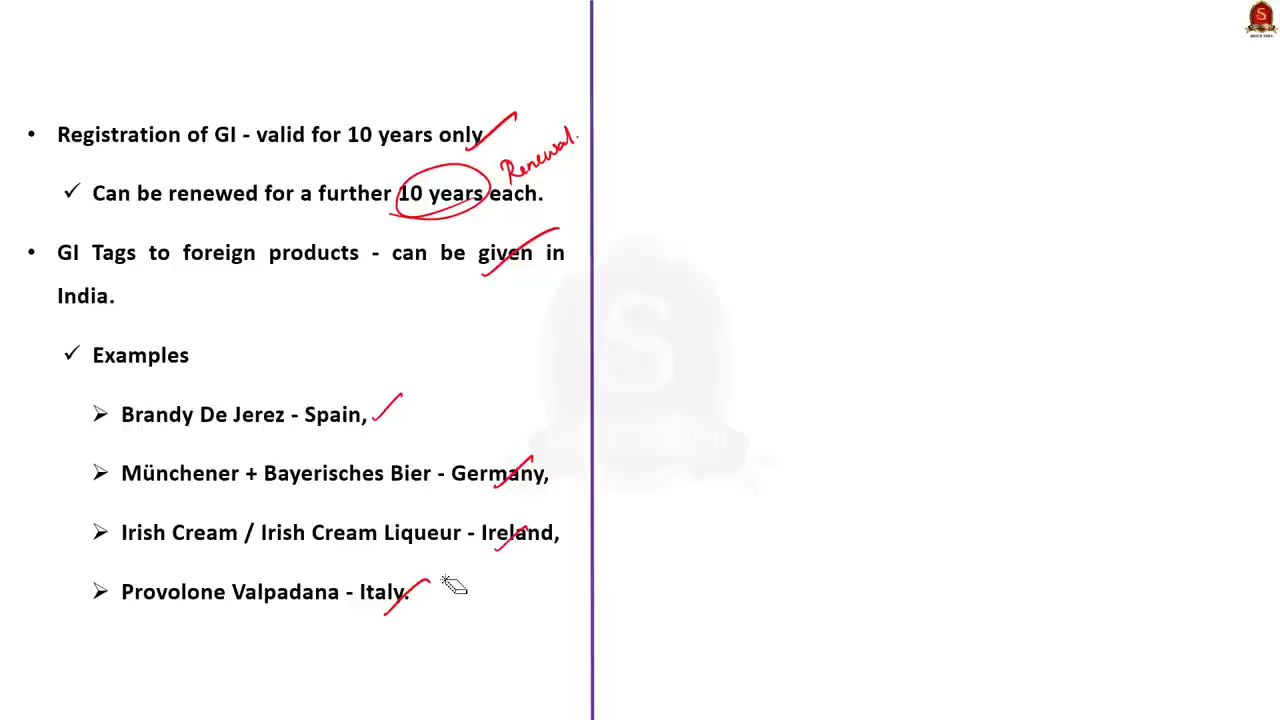 • Registration of GI - valid for 10 years only
Renewal.
✓ Can be renewed for a further 10 years each.
• GI Tags to foreign products - can be given in
India.
✓ Examples
➢ Brandy De Jerez - Spain,
➢ Münchener + Bayerisches Bier - Germany,
➢ Irish Cream / Irish Cream Liqueur - Ireland,
➢ Provolone Valpadana - Italy.
S